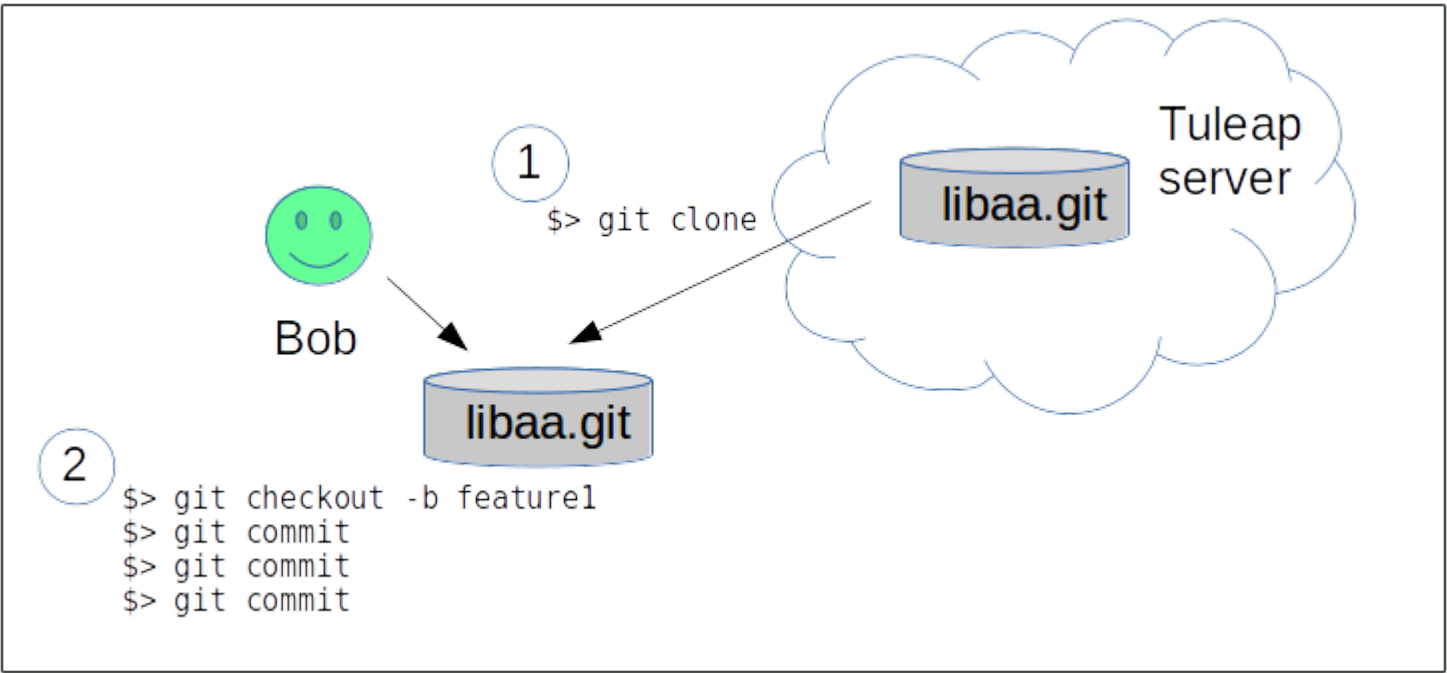 1
$> git clone
Tuleap
server
libaa.git
Bob
libaa.git
2
$> git checkout -b feature1
$> git commit
$> git commit
$> git commit